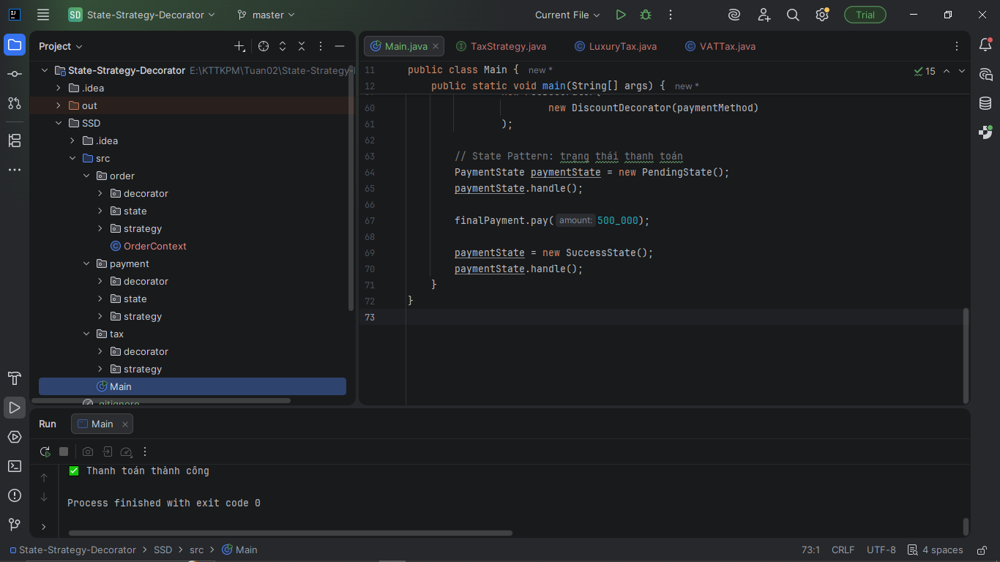 SD State-Strategy-Decorator master Current File Trial
Project
Main.java TaxStrategy.java LuxuryTax.java VATTax.java
State-Strategy-Decorator E:\KTTKPM\Tuan02\State-Strategy-
.idea
out
SSD
.idea
src
order
decorator
state
strategy
OrderContext
payment
decorator
state
strategy
tax
decorator
strategy
Main
.gitignore
15
11 public class Main { new *
12 public static void main(String[] args) { new *
60 new DiscountDecorator(paymentMethod)
61 );
62
63 // State Pattern: trạng thái thanh toán
64 PaymentState paymentState = new PendingState();
65 paymentState.handle();
66
67 finalPayment.pay( amount: 500_000);
68
69 paymentState = new SuccessState();
70 paymentState.handle();
71 }
72 }
73
Run Main
✅ Thanh toán thành công
Process finished with exit code 0
State-Strategy-Decorator > SSD > src > Main 73:1 CRLF UTF-8 4 spaces